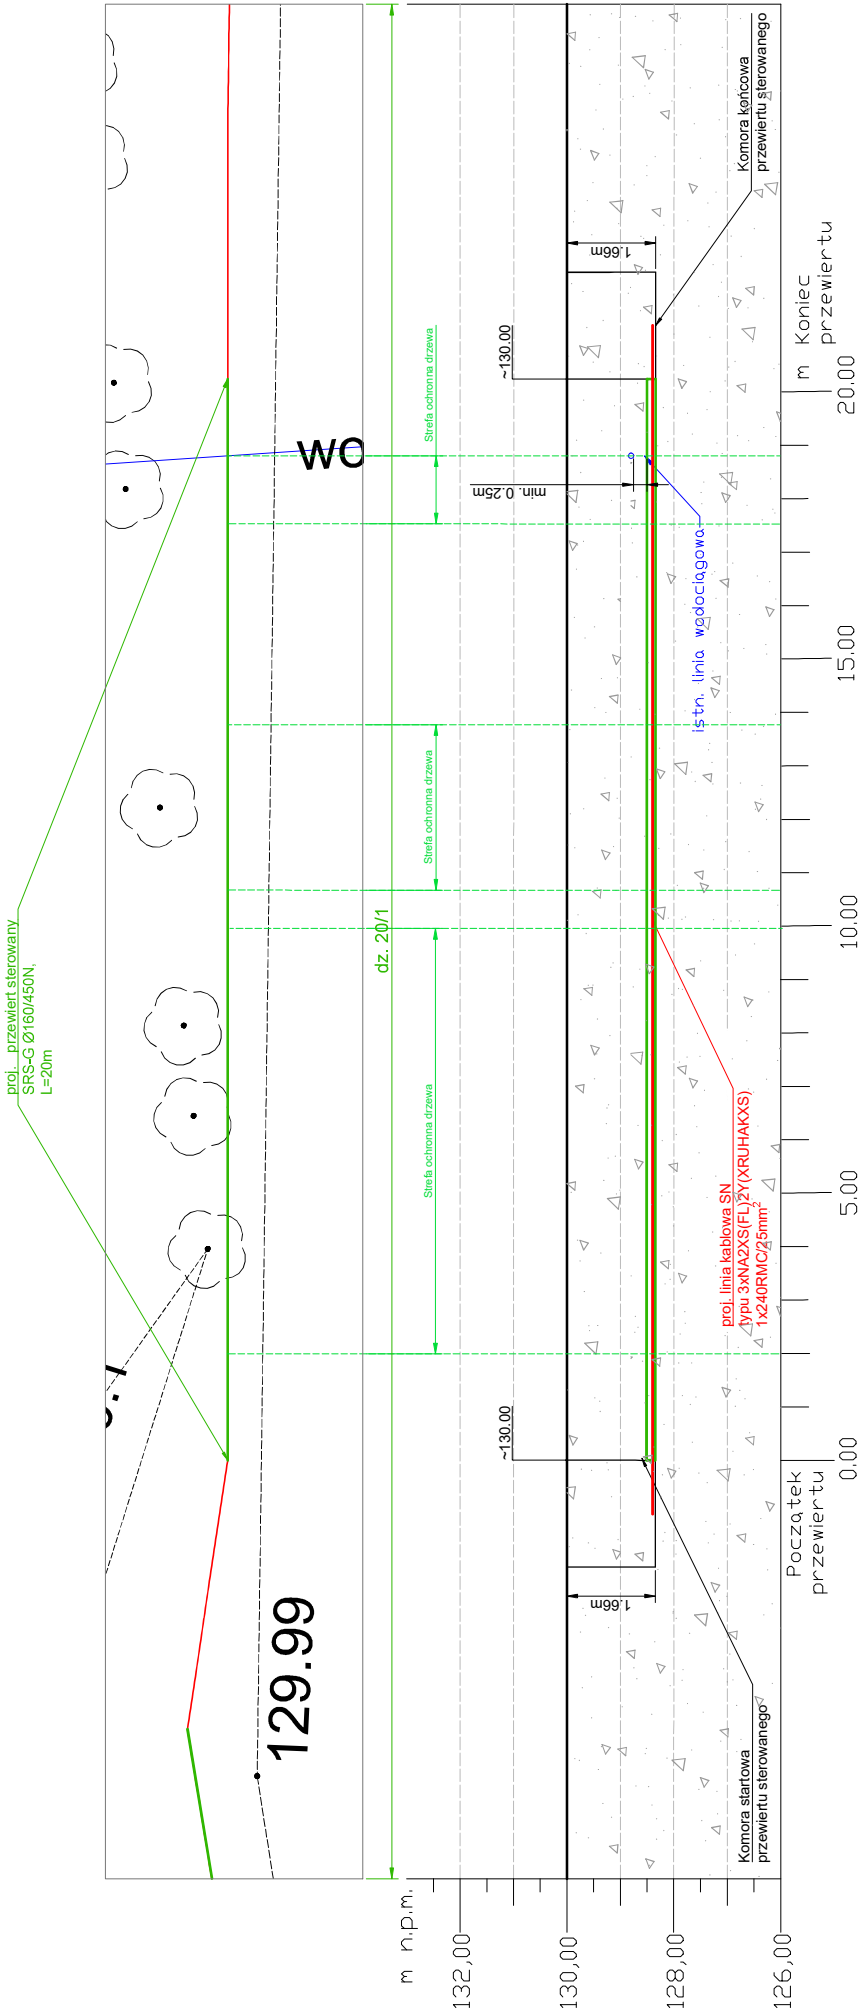 proj. przewiert sterowany
SRS-G Ø160/450N,
L=20m
wo
129.99
dz. 20/1
Strefa ochronna drzewa
Strefa ochronna drzewa
Strefa ochronna drzewa
m n.p.m.
132,00
130,00
128,00
126,00
~130.00
~130.00
1.66m
1.66m
min. 0.25m
istn. linia wodociągowa
proj. linia kablowa SN
typu 3xNA2XS(FL)2Y(XRUHAKXS)
1x240RMC/25mm²
Komora startowa
przewiertu sterowanego
Komora końcowa
przewiertu sterowanego
Początek
przewiertu
0.00
5.00
10.00
15.00
20.00
m Koniec
przewiertu